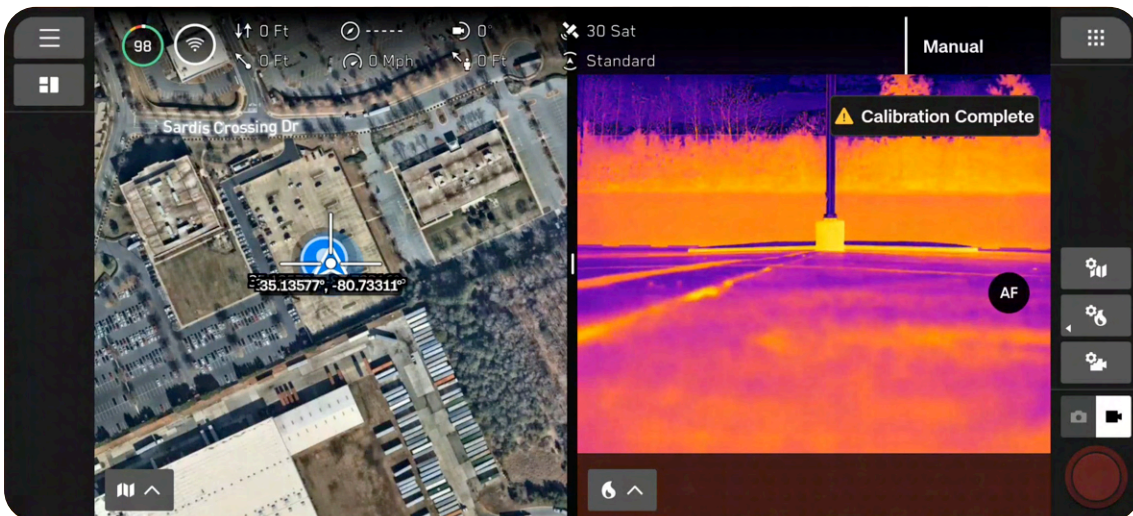 98
0 Ft
-----
0°
30 Sat
0 Ft
0 Mph
0 Ft
Standard
Manual
Calibration Complete
Sardis Crossing Dr
35.13577°, -80.73311°
AF